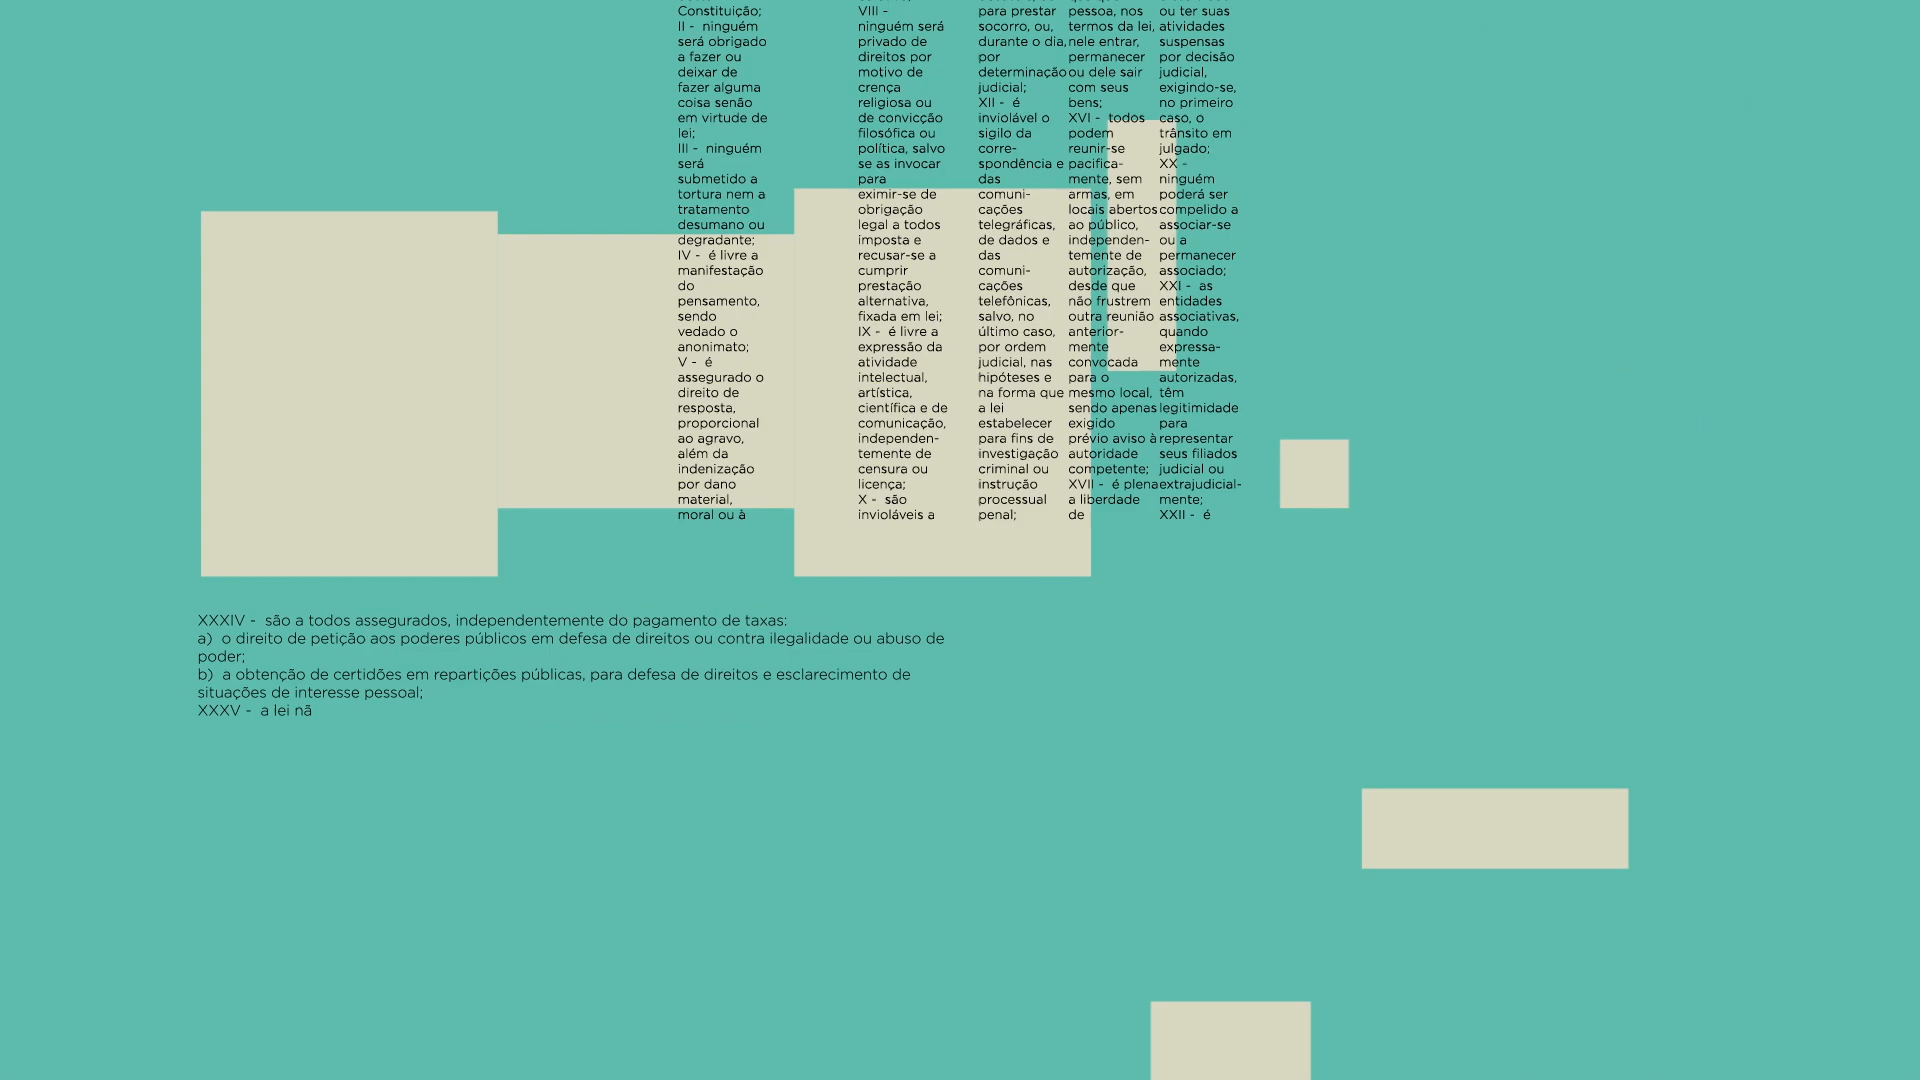 Constituição;
II - ninguém
será obrigado
a fazer ou
deixar de
fazer alguma
coisa senão
em virtude de
lei;
III - ninguém
será
submetido a
tortura nem a
tratamento
desumano ou
degradante;
IV - é livre a
manifestação
do
pensamento,
sendo
vedado o
anonimato;
V - é
assegurado o
direito de
resposta,
proporcional
ao agravo,
além da
indenização
por dano
material,
moral ou à
VIII -
ninguém será
privado de
direitos por
motivo de
crença
religiosa ou
de convicção
filosófica ou
política, salvo
se as invocar
para
eximir-se de
obrigação
legal a todos
imposta e
recusar-se a
cumprir
prestação
alternativa,
fixada em lei;
IX - é livre a
expressão da
atividade
intelectual,
artística,
científica e de
comunicação,
independen-
temente de
censura ou
licença;
X - são
invioláveis a
para prestar
socorro, ou,
durante o dia,
por
determinação
judicial;
XII - é
inviolável o
sigilo da
corre-
spondência e
das
comuni-
cações
telegráficas,
de dados e
das
comuni-
cações
telefônicas,
salvo, no
último caso,
por ordem
judicial, nas
hipóteses e
na forma que
a lei
estabelecer
para fins de
investigação
criminal ou
instrução
processual
penal;
pessoa, nos
termos da lei,
nele entrar,
permanecer
ou dele sair
com seus
bens;
XVI - todos
podem
reunir-se
pacifica-
mente, sem
armas, em
locais abertos
ao público,
independen-
temente de
autorização,
desde que
não frustrem
outra reunião
anterior-
mente
convocada
para o
mesmo local,
sendo apenas
exigido
prévio aviso à
autoridade
competente;
XVII - é plena
a liberdade
de
ou ter suas
atividades
suspensas
por decisão
judicial,
exigindo-se,
no primeiro
caso, o
trânsito em
julgado;
XX -
ninguém
poderá ser
compelido a
associar-se
ou a
permanecer
associado;
XXI - as
entidades
associativas,
quando
expressa-
mente
autorizadas,
têm
legitimidade
para
representar
seus filiados
judicial ou
extrajudicial-
mente;
XXII - é
XXXIV - são a todos assegurados, independentemente do pagamento de taxas:
a) o direito de petição aos poderes públicos em defesa de direitos ou contra ilegalidade ou abuso de
poder;
b) a obtenção de certidões em repartições públicas, para defesa de direitos e esclarecimento de
situações de interesse pessoal;
XXXV - a lei nã